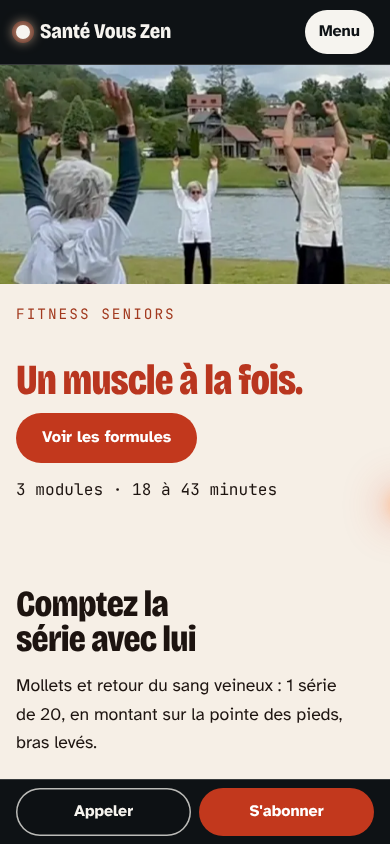 Santé Vous Zen
Menu
FITNESS SENIORS
Un muscle à la fois.
Voir les formules
3 modules · 18 à 43 minutes
Comptez la
série avec lui
Mollets et retour du sang veineux : 1 série
de 20, en montant sur la pointe des pieds,
bras levés.
Appeler
S'abonner